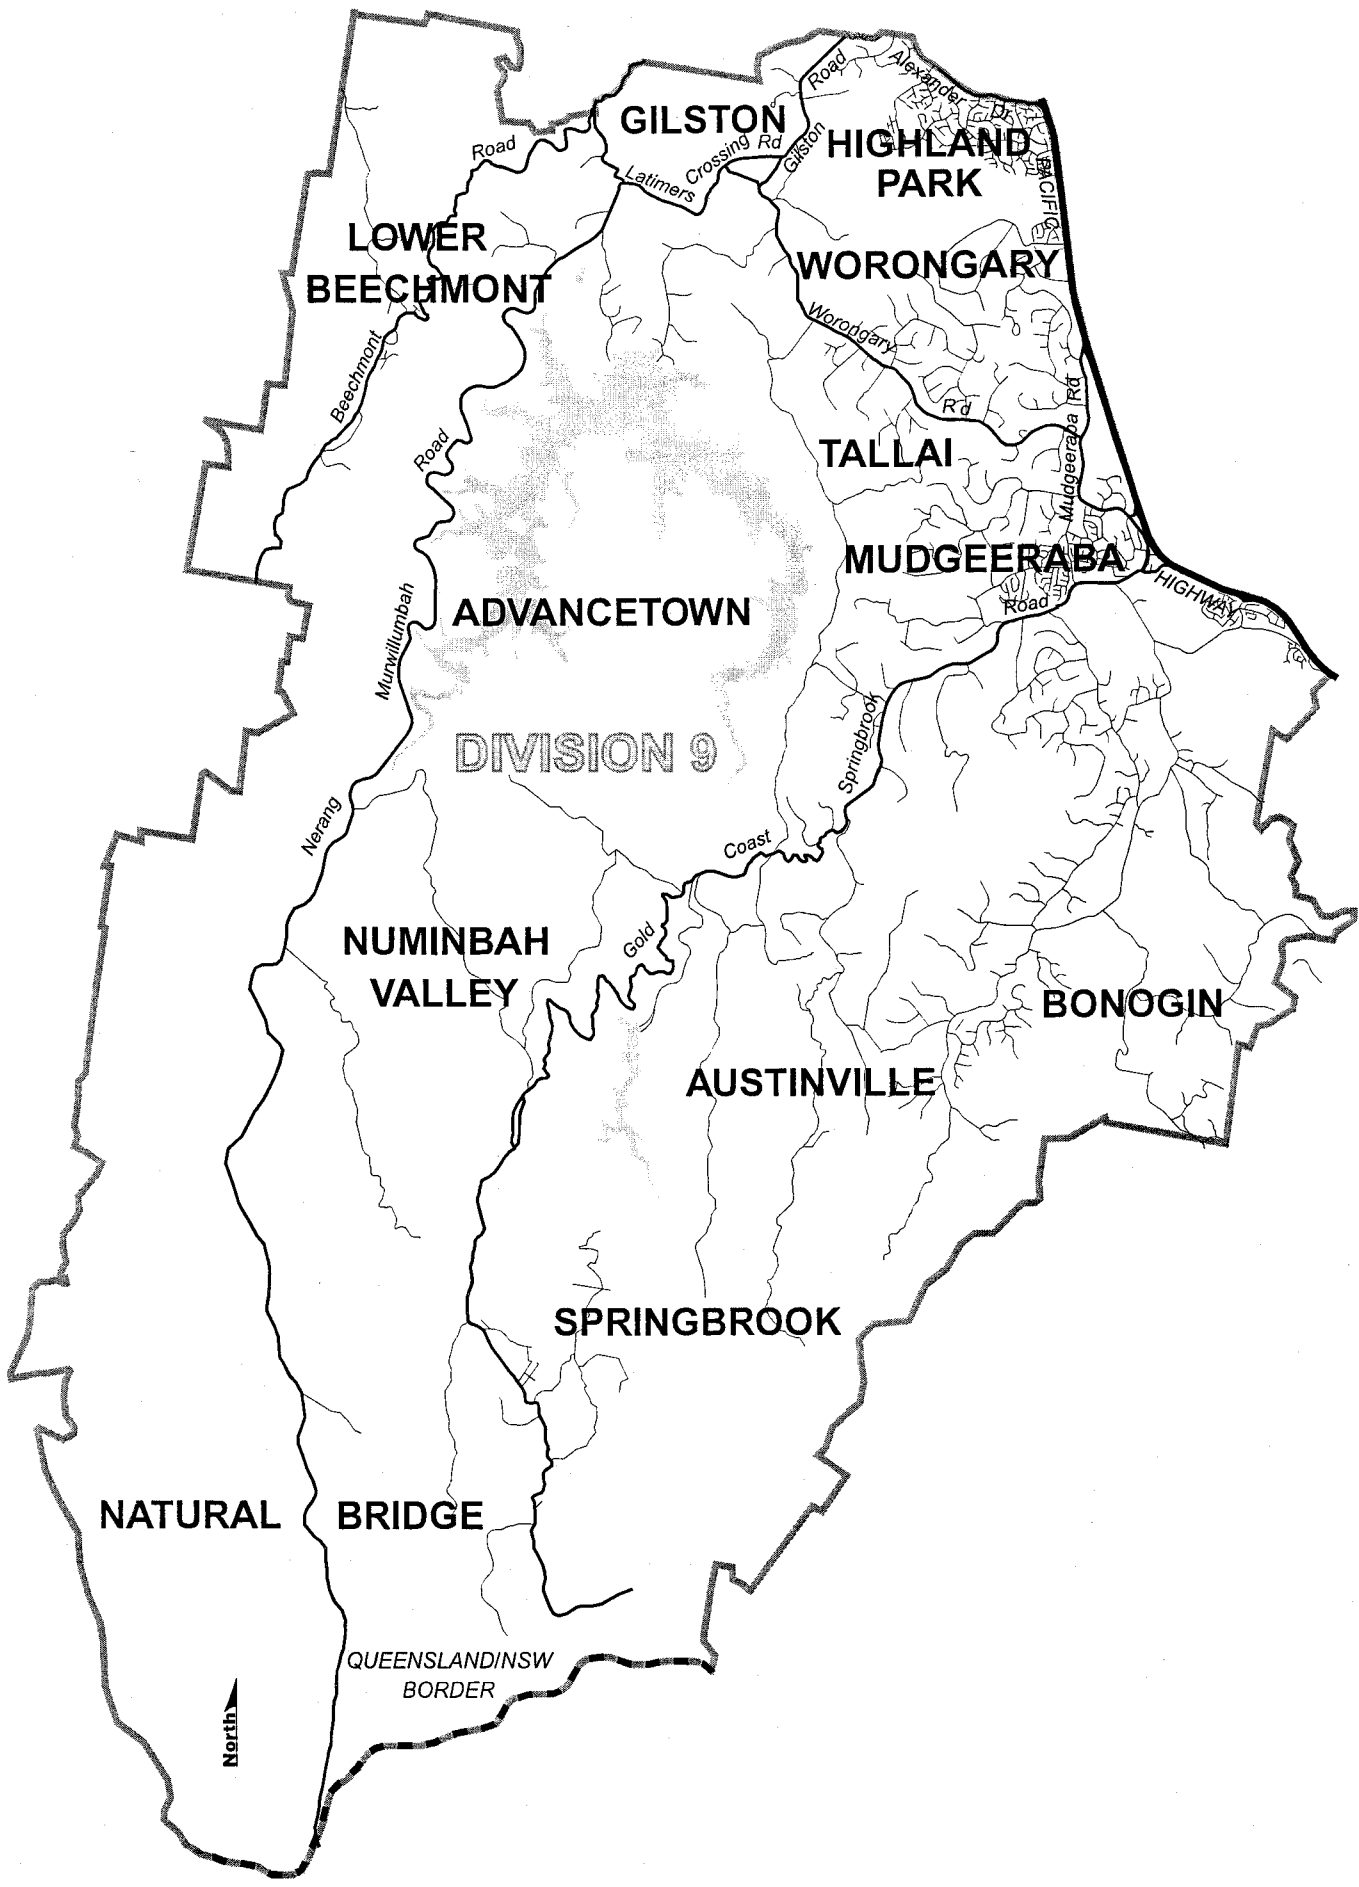 GILSTON
Road
Alexander
Dr
HIGHLAND
PARK
Road
Crossing
Rd
Gilston
Latimers
PACIFIC
LOWER
BEECHMONT
WORONGARY
Worongary
Rd
Beechmont
Road
Rd
Mudgeeraba
TALLAI
MUDGEERABA
HIGHWAY
Road
ADVANCETOWN
Murwillumbah
Springbrook
DIVISION 9
Nerang
Coast
Gold
NUMINBAH
VALLEY
BONOGIN
AUSTINVILLE
SPRINGBROOK
NATURAL BRIDGE
QUEENSLAND/NSW
BORDER
North